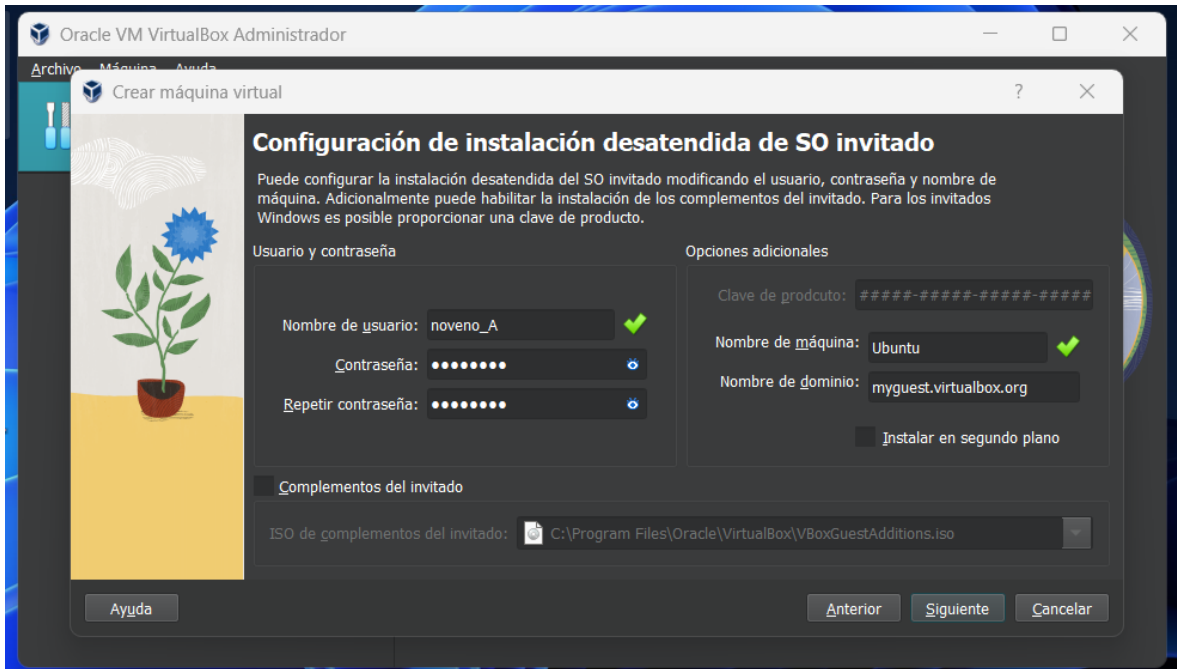 Oracle VM VirtualBox Administrador
Archivo Máquina Ayuda
Crear máquina virtual
?
Configuración de instalación desatendida de SO invitado
Puede configurar la instalación desatendida del SO invitado modificando el usuario, contraseña y nombre de
máquina. Adicionalmente puede habilitar la instalación de los complementos del invitado. Para los invitados
Windows es posible proporcionar una clave de producto.
Usuario y contraseña
Nombre de usuario: noveno_A
Contraseña: ●●●●●●●●
Repetir contraseña: ●●●●●●●●
Opciones adicionales
Clave de prodcuto: #####-#####-#####-#####
Nombre de máquina: Ubuntu
Nombre de dominio: myguest.virtualbox.org
Instalar en segundo plano
Complementos del invitado
ISO de complementos del invitado: C:\Program Files\Oracle\VirtualBox\VBoxGuestAdditions.iso
Ayuda Anterior Siguiente Cancelar